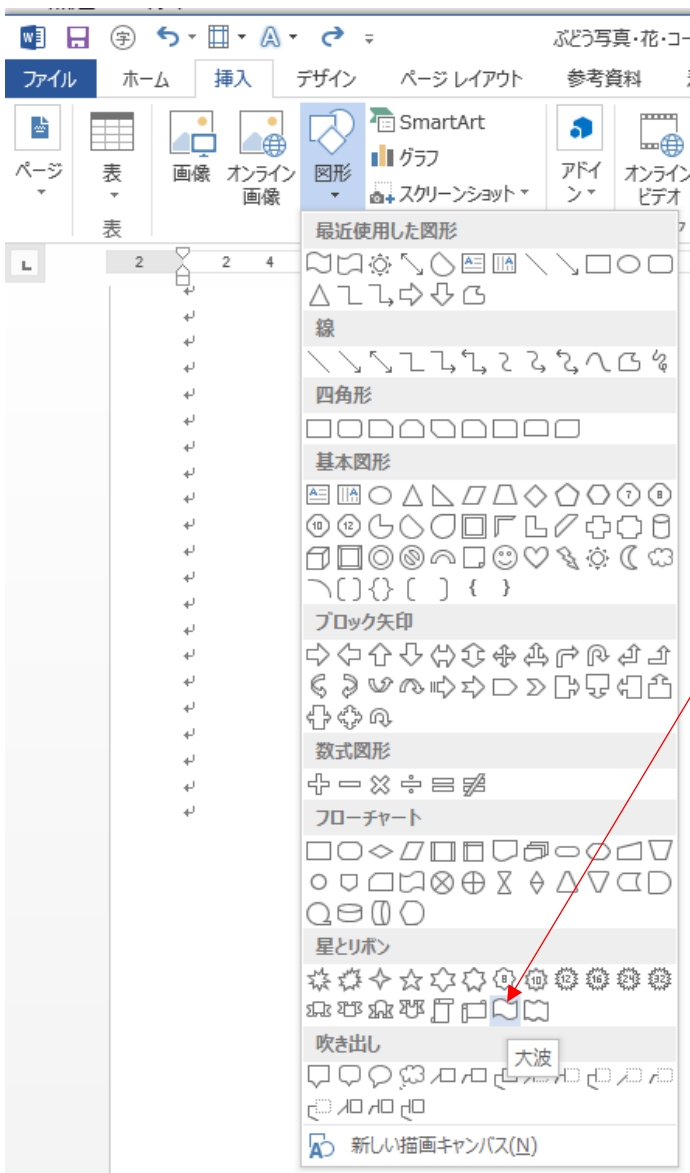 ぶどう写真・花・コー
ファイル ホーム 挿入 デザイン ページ レイアウト 参考資料
ページ 表 画像 オンライン画像 図形 SmartArt アドイン オンラインビデオ
グラフ
スクリーンショット
表
最近使用した図形
2 2 4
線
四角形
基本図形
ブロック矢印
数式図形
フローチャート
星とリボン
大波
吹き出し
新しい描画キャンバス(N)